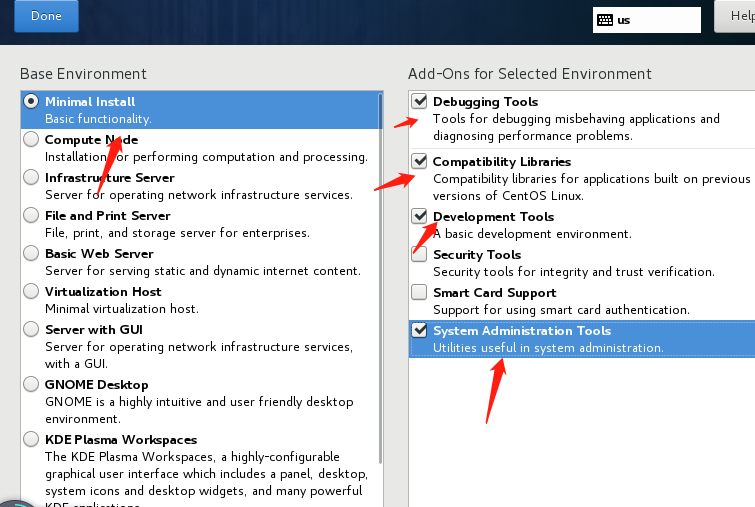 Done
us
Help
Base Environment
Add-Ons for Selected Environment
Minimal Install
Basic functionality.
Compute Node
Installation for performing computation and processing.
Infrastructure Server
Server for operating network infrastructure services.
File and Print Server
File, print, and storage server for enterprises.
Basic Web Server
Server for serving static and dynamic internet content.
Virtualization Host
Minimal virtualization host.
Server with GUI
Server for operating network infrastructure services,
with a GUI.
GNOME Desktop
GNOME is a highly intuitive and user friendly desktop
environment.
KDE Plasma Workspaces
The KDE Plasma Workspaces, a highly-configurable
graphical user interface which includes a panel, desktop,
system icons and desktop widgets, and many powerful
KDE applications.
Debugging Tools
Tools for debugging misbehaving applications and
diagnosing performance problems.
Compatibility Libraries
Compatibility libraries for applications built on previous
versions of CentOS Linux.
Development Tools
A basic development environment.
Security Tools
Security tools for integrity and trust verification.
Smart Card Support
Support for using smart card authentication.
System Administration Tools
Utilities useful in system administration.